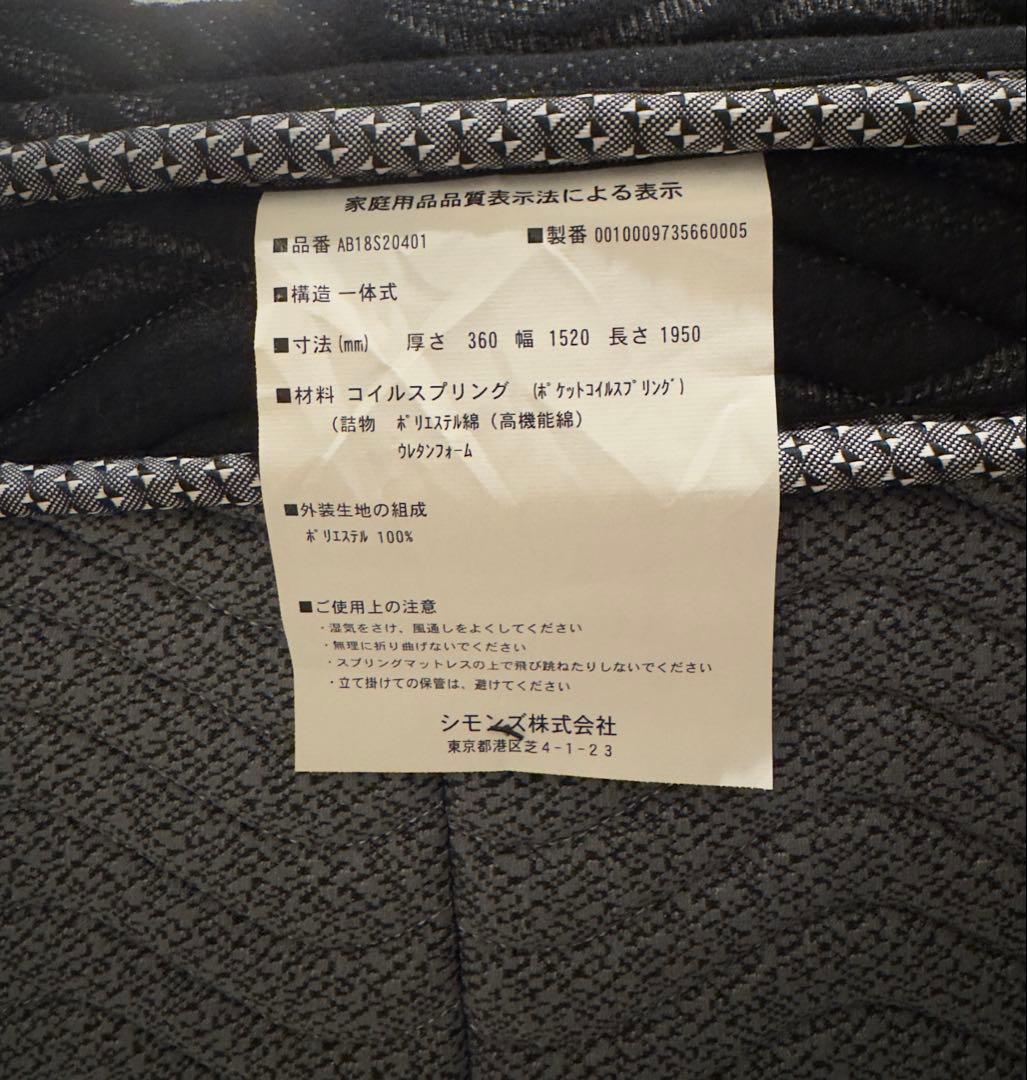 家庭用品品質表示法による表示
■品番 AB18S20401 ■製番 0010009735660005
■構造 一体式
■寸法(mm) 厚さ 360 幅 1520 長さ 1950
■材料 コイルスプリング (ﾎﾟｹｯﾄｺｲﾙｽﾌﾟﾘﾝｸﾞ)
(詰物 ﾎﾟﾘｴｽﾃﾙ綿(高機能綿)
ｳﾚﾀﾝﾌｫｰﾑ
■外装生地の組成
ﾎﾟﾘｴｽﾃﾙ 100%
■ご使用上の注意
・湿気をさけ、風通しをよくしてください
・無理に折り曲げないでください
・スプリングマットレスの上で飛び跳ねたりしないでください
・立て掛けての保管は、避けてください
シモンズ株式会社
東京都港区芝4-1-23